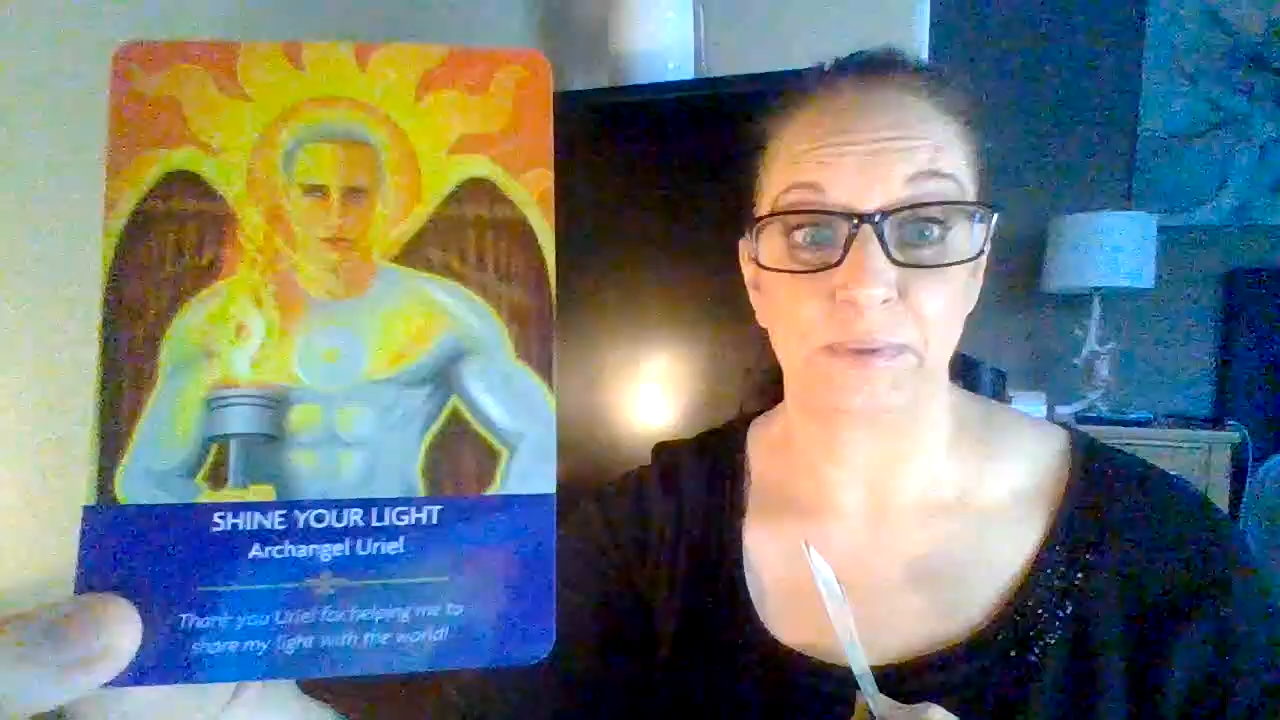 SHINE YOUR LIGHT
Archangel Uriel
Thank you Uriel for helping me to
share my light with the world!